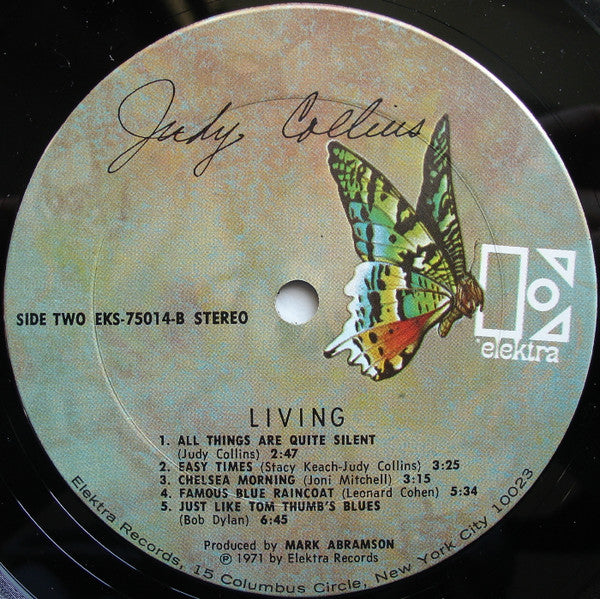 Judy Collins
SIDE TWO EKS-75014-B STEREO
elektra
LIVING
1. ALL THINGS ARE QUITE SILENT
(Judy Collins) 2:47
2. EASY TIMES (Stacy Keach-Judy Collins) 3:25
3. CHELSEA MORNING (Joni Mitchell) 3:15
4. FAMOUS BLUE RAINCOAT (Leonard Cohen) 5:34
5. JUST LIKE TOM THUMB'S BLUES
(Bob Dylan) 6:45
Produced by MARK ABRAMSON
℗ 1971 by Elektra Records
Elektra Records, 15 Columbus Circle, New York City 10023